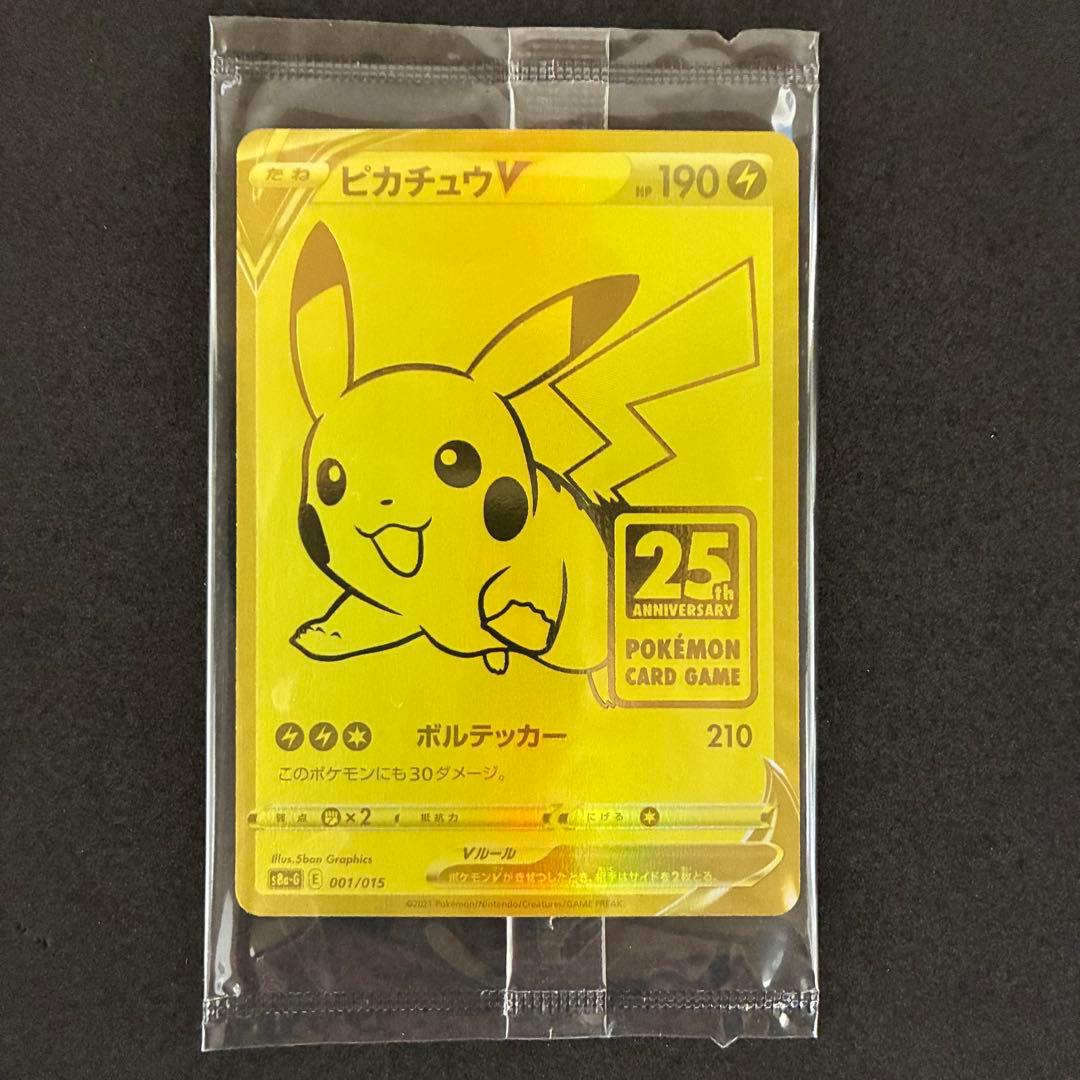 たね ピカチュウV HP 190
25th
ANNIVERSARY
POKÉMON
CARD GAME
ボルテッカー 210
このポケモンにも30ダメージ。
弱点 ×2 抵抗力 にげる
Illus.5ban Graphics
Vルール
s8a-G E 001/015
ポケモンVがきぜつしたとき、相手はサイドを2枚とる。
©2021 Pokémon/Nintendo/Creatures/GAME FREAK.